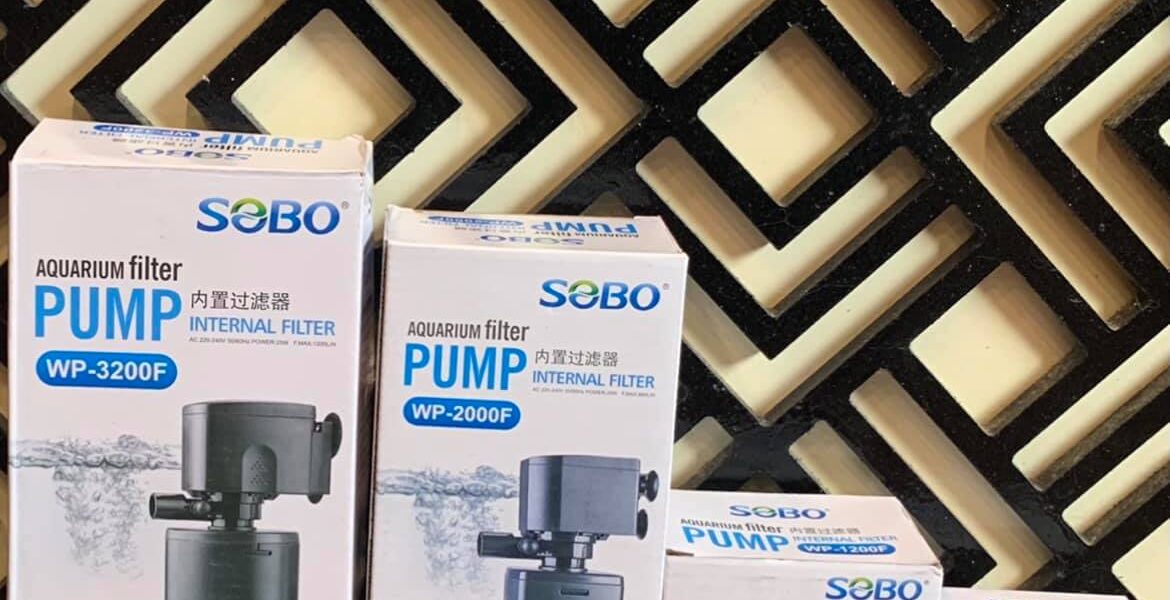 SOBO®
AQUARIUM filter
PUMP 内置过滤器
INTERNAL FILTER
WP-3200F
SOBO®
AQUARIUM filter
PUMP 内置过滤器
INTERNAL FILTER
WP-2000F
SOBO
AQUARIUM filter 内置过滤器
PUMP INTERNAL FILTER
WP-1200F
SOBO